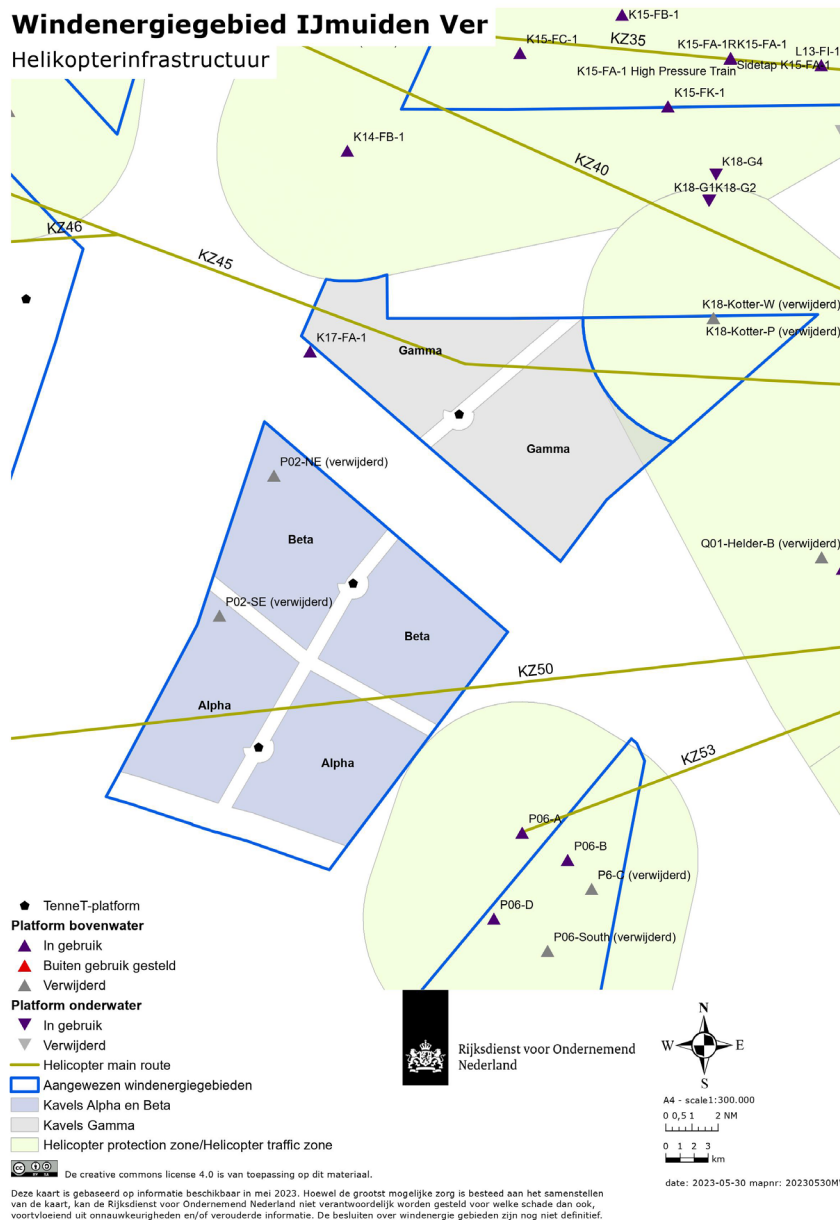 Windenergiegebied IJmuiden Ver
Helikopterinfrastructuur
K15-FB-1
KZ35
K15-FC-1
K15-FA-1RK15-FA-1
L13-FI-1
Sidetap K15-FA-1
K15-FA-1 High Pressure Train
K15-FK-1
K14-FB-1
KZ40
K18-G4
K18-G1K18-G2
KZ46
KZ45
K18-Kotter-W (verwijderd)
K18-Kotter-P (verwijderd)
K17-FA-1
Gamma
Gamma
P02-NE (verwijderd)
Beta
Q01-Helder-B (verwijderd)
P02-SE (verwijderd)
Beta
KZ50
Alpha
Alpha
KZ53
P06-A
P06-B
P6-C (verwijderd)
P06-D
P06-South (verwijderd)
TenneT-platform
Platform bovenwater
In gebruik
Buiten gebruik gesteld
Verwijderd
Platform onderwater
In gebruik
Verwijderd
Helicopter main route
Aangewezen windenergiegebieden
Kavels Alpha en Beta
Kavels Gamma
Helicopter protection zone/Helicopter traffic zone
Rijksdienst voor Ondernemend
Nederland
N
W E
S
A4 - scale1:300.000
0 0,5 1 2 NM
0 1 2 3
km
date: 2023-05-30 mapnr: 20230530M
De creative commons license 4.0 is van toepassing op dit materiaal.
Deze kaart is gebaseerd op informatie beschikbaar in mei 2023. Hoewel de grootst mogelijke zorg is besteed aan het samenstellen
van de kaart, kan de Rijksdienst voor Ondernemend Nederland niet verantwoordelijk worden gesteld voor welke schade dan ook,
voortvloeiend uit onnauwkeurigheden en/of verouderde informatie. De besluiten over windenergie gebieden zijn nog niet definitief.